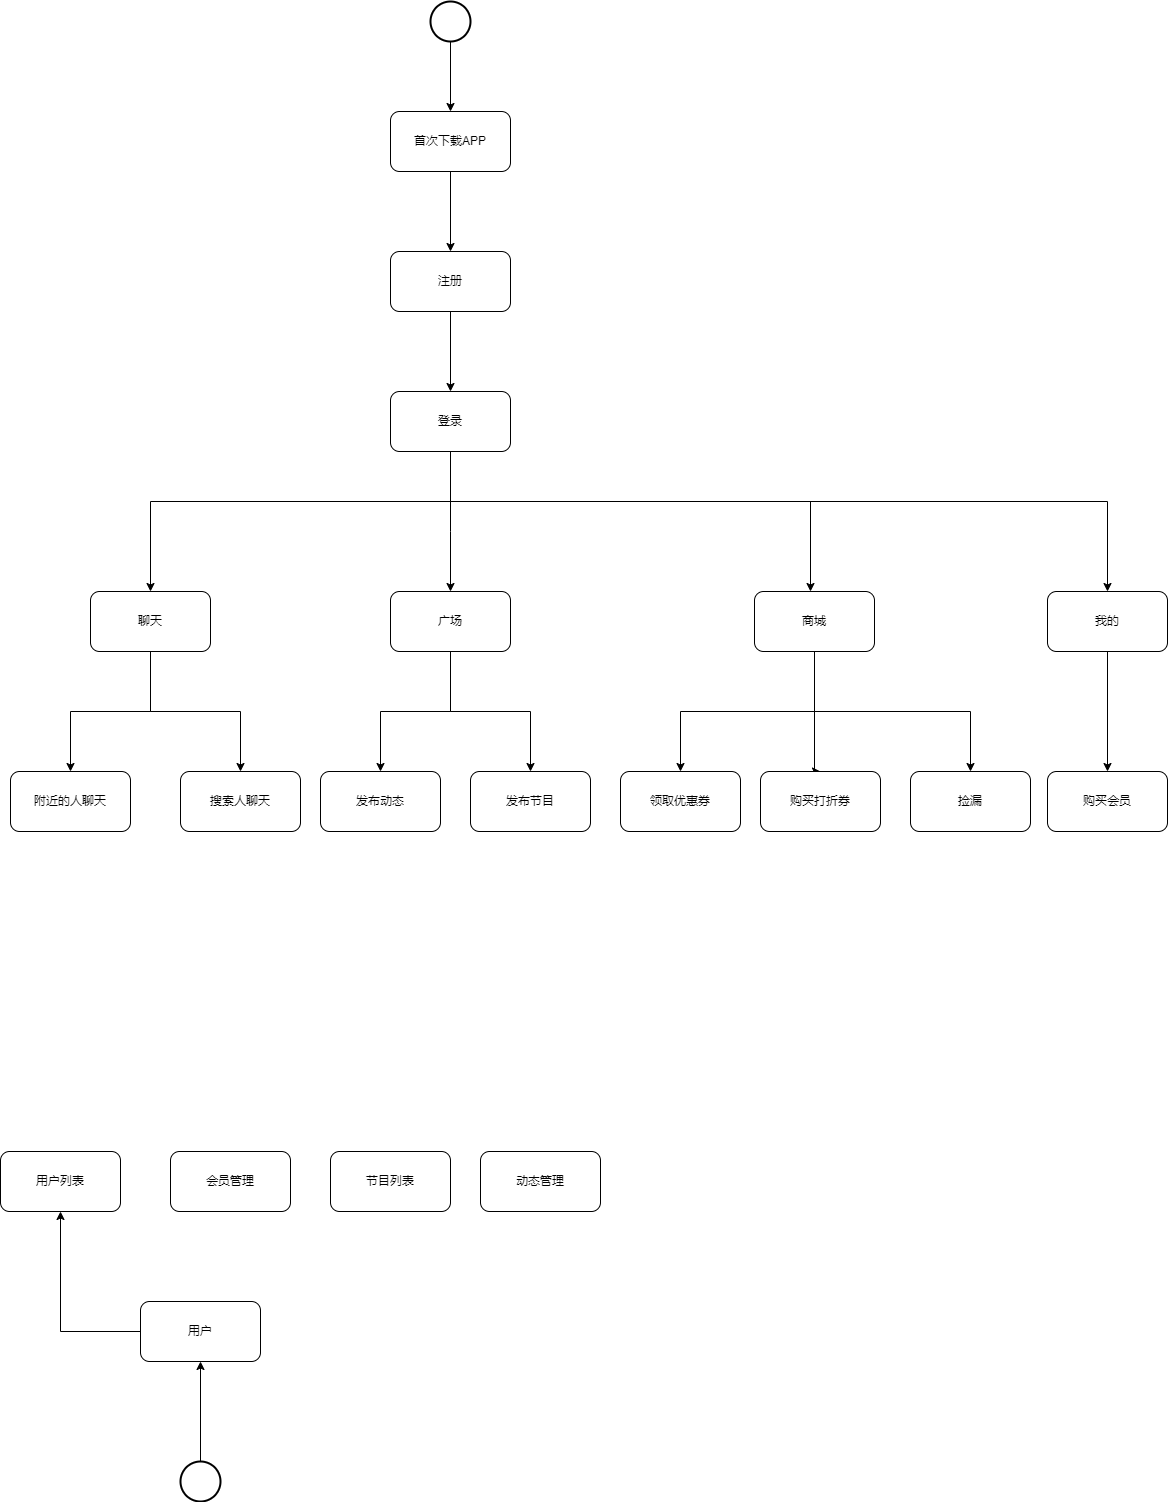 首次下载APP
注册
登录
聊天
广场
商城
我的
附近的人聊天
搜索人聊天
发布动态
发布节目
领取优惠券
购买打折券
捡漏
购买会员
用户列表
会员管理
节目列表
动态管理
用户